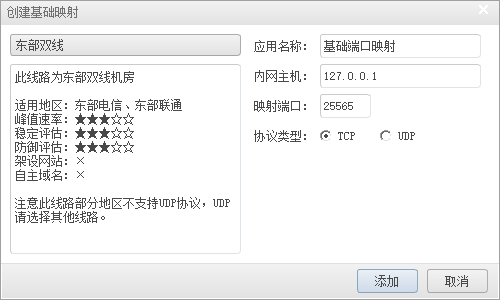 创建基础映射
东部双线
此线路为东部双线机房
适用地区：东部电信、东部联通
峰值速率：★★★☆☆
稳定评估：★★★☆☆
防御评估：★★★☆☆
架设网站：×
自主域名：×
注意此线路部分地区不支持UDP协议，UDP
请选择其他线路。
应用名称：基础端口映射
内网主机：127.0.0.1
映射端口：25565
协议类型：TCP UDP
添加 取消